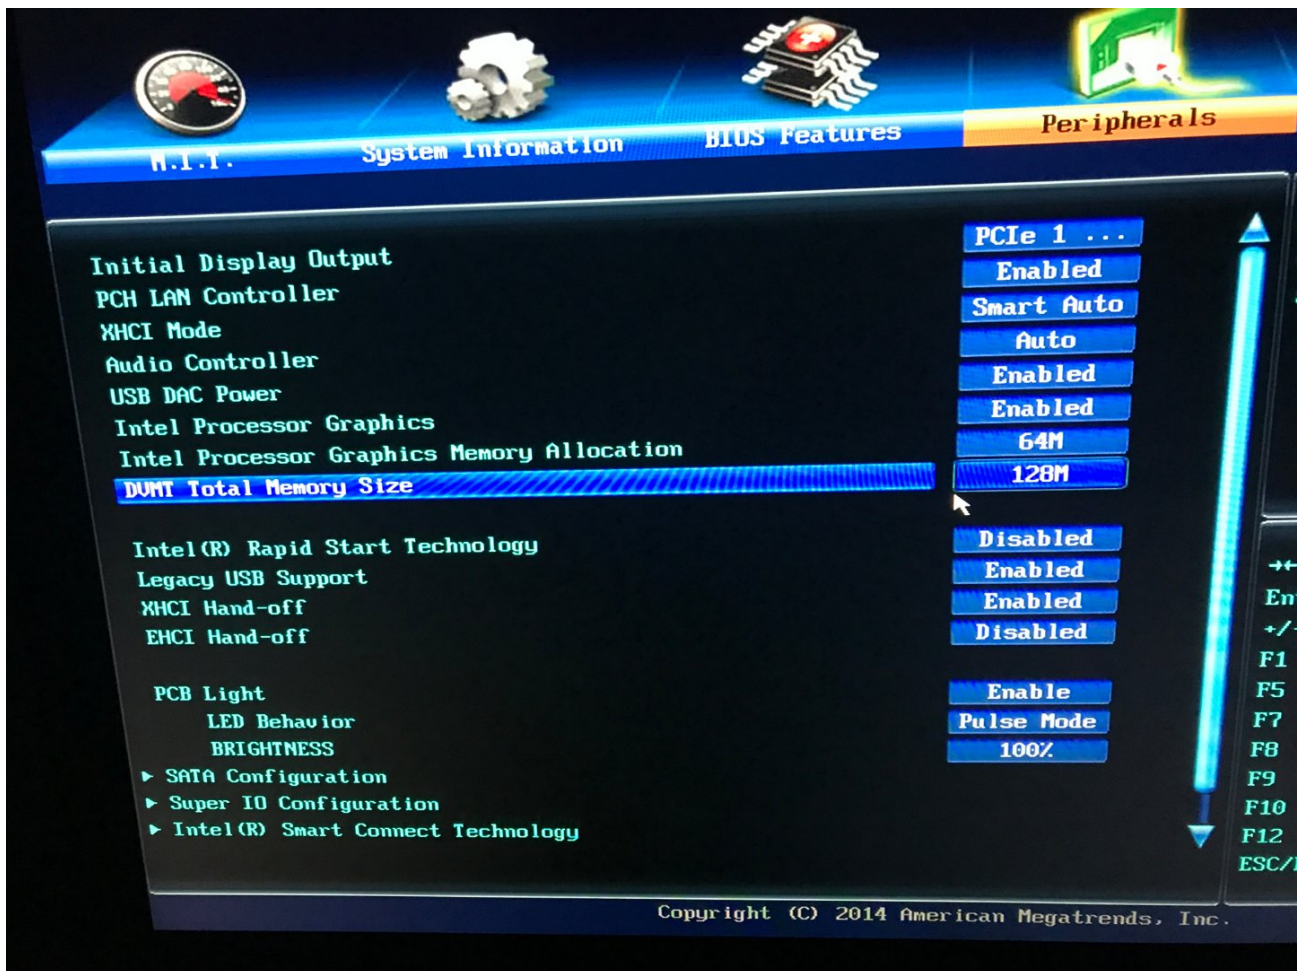 M.I.T. System Information BIOS Features Peripherals
Initial Display Output PCIe 1 ...
PCH LAN Controller Enabled
XHCI Mode Smart Auto
Audio Controller Auto
USB DAC Power Enabled
Intel Processor Graphics Enabled
Intel Processor Graphics Memory Allocation 64M
DVMT Total Memory Size 128M
Intel(R) Rapid Start Technology Disabled
Legacy USB Support Enabled
XHCI Hand-off Enabled
EHCI Hand-off Disabled
PCB Light Enable
LED Behavior Pulse Mode
BRIGHTNESS 100%
SATA Configuration
Super IO Configuration
Intel(R) Smart Connect Technology
+/-
F1
F5
F7
F8
F9
F10
F12
Copyright (C) 2014 American Megatrends, Inc.